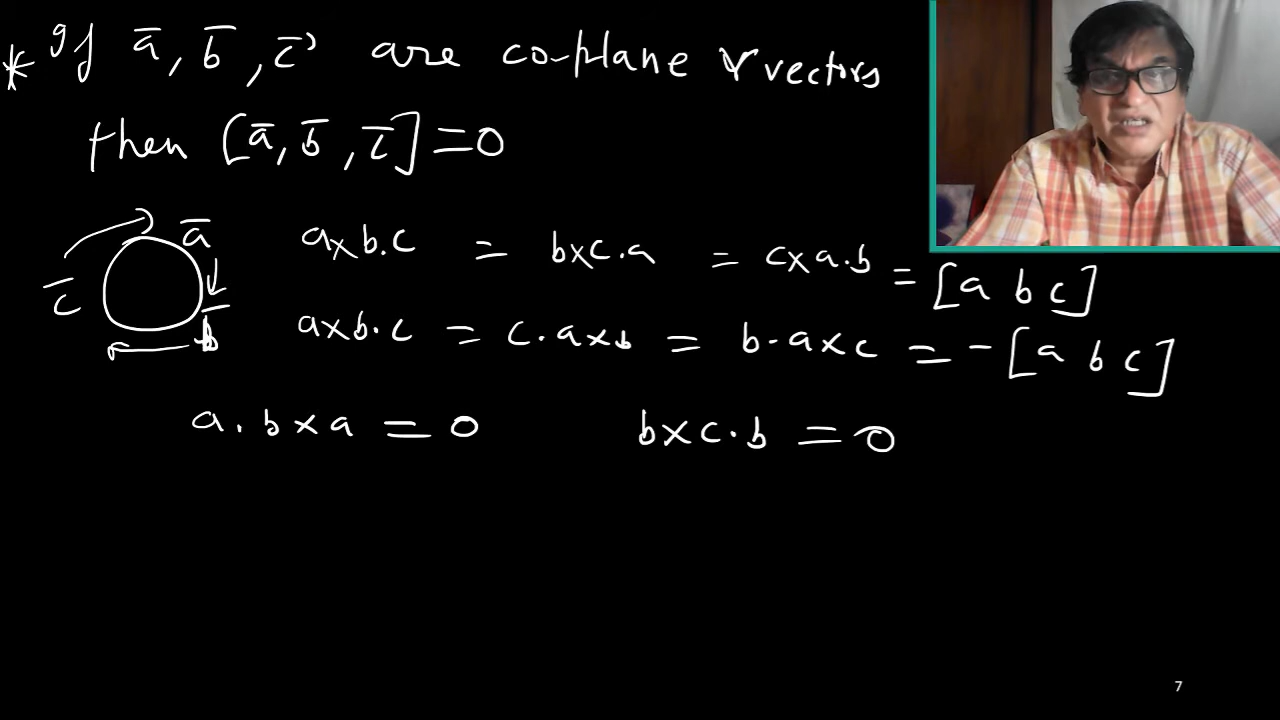 * If a̅, b̅, c̅ are co-plane vectors
then [a̅, b̅, c̅] = 0
a̅
c̅
b̅
a×b.c = b×c.a = c×a.b = [a b c]
a×b.c = c.a×b = b.a×c = -[a b c]
a.b×a = 0 b×c.b = 0
7